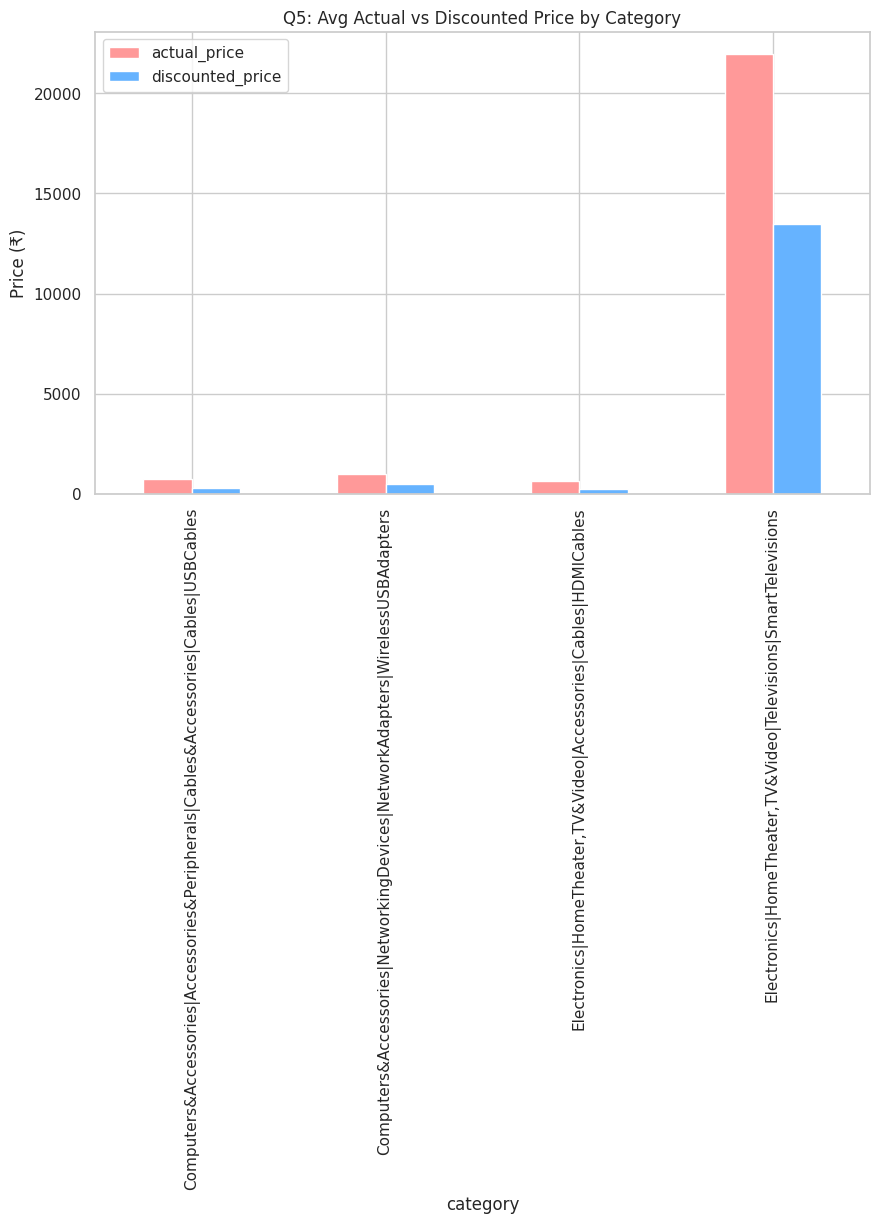 Q5: Avg Actual vs Discounted Price by Category
actual_price
discounted_price
Price (₹)
20000
15000
10000
5000
0
Computers&Accessories|Accessories&Peripherals|Cables&Accessories|Cables|USBCables
Computers&Accessories|NetworkingDevices|NetworkAdapters|WirelessUSBAdapters
Electronics|HomeTheater,TV&Video|Accessories|Cables|HDMICables
Electronics|HomeTheater,TV&Video|Televisions|SmartTelevisions
category